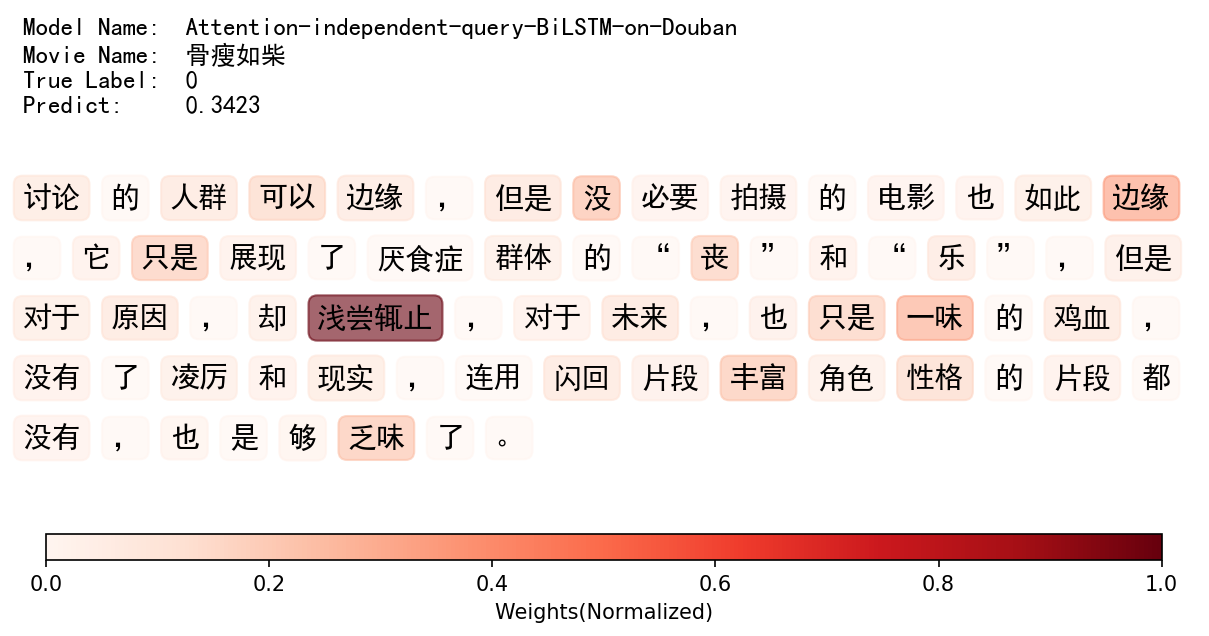 Model Name: Attention-independent-query-BiLSTM-on-Douban
Movie Name: 骨瘦如柴
True Label: 0
Predict: 0.3423
讨论 的 人群 可以 边缘 , 但是 没 必要 拍摄 的 电影 也 如此 边缘
, 它 只是 展现 了 厌食症 群体 的 “ 丧 ” 和 “ 乐 ” , 但是
对于 原因 , 却 浅尝辄止 , 对于 未来 , 也 只是 一味 的 鸡血 ,
没有 了 凌厉 和 现实 , 连用 闪回 片段 丰富 角色 性格 的 片段 都
没有 , 也 是 够 乏味 了 。
0.0 0.2 0.4 0.6 0.8 1.0
Weights(Normalized)